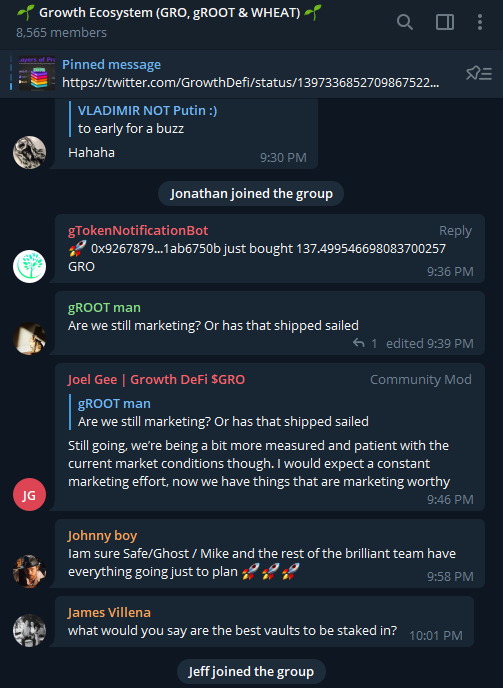 🌱 Growth Ecosystem (GRO, gROOT & WHEAT) 🌱
8,565 members
Pinned message
https://twitter.com/GrowthDefi/status/1397336852709867522...
VLADIMIR NOT Putin :)
to early for a buzz
Hahaha
9:30 PM
Jonathan joined the group
gTokenNotificationBot
Reply
🚀 0x9267879...1ab6750b just bought 137.499546698083700257
GRO
9:36 PM
gROOT man
Are we still marketing? Or has that shipped sailed
1 edited 9:39 PM
Joel Gee | Growth DeFi $GRO
Community Mod
gROOT man
Are we still marketing? Or has that shipped sailed
Still going, we’re being a bit more measured and patient with the
current market conditions though. I would expect a constant
marketing effort, now we have things that are marketing worthy
JG
9:46 PM
Johnny boy
Iam sure Safe/Ghost / Mike and the rest of the brilliant team have
everything going just to plan 🚀 🚀 🚀
9:58 PM
James Villena
what would you say are the best vaults to be staked in?
10:01 PM
Jeff joined the group